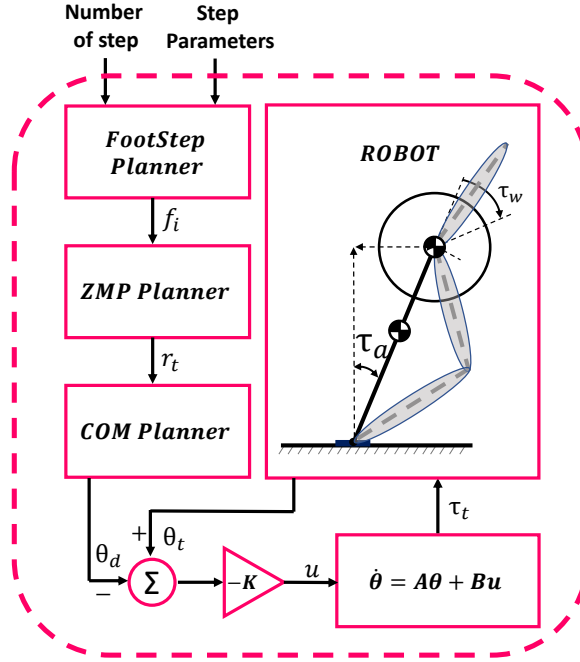 Number of step
Step Parameters
FootStep Planner
f_i
ZMP Planner
r_t
COM Planner
ROBOT
τ_w
τ_a
θ_d
−
+
θ_t
Σ
−K
u
θ̇ = Aθ + Bu
τ_t